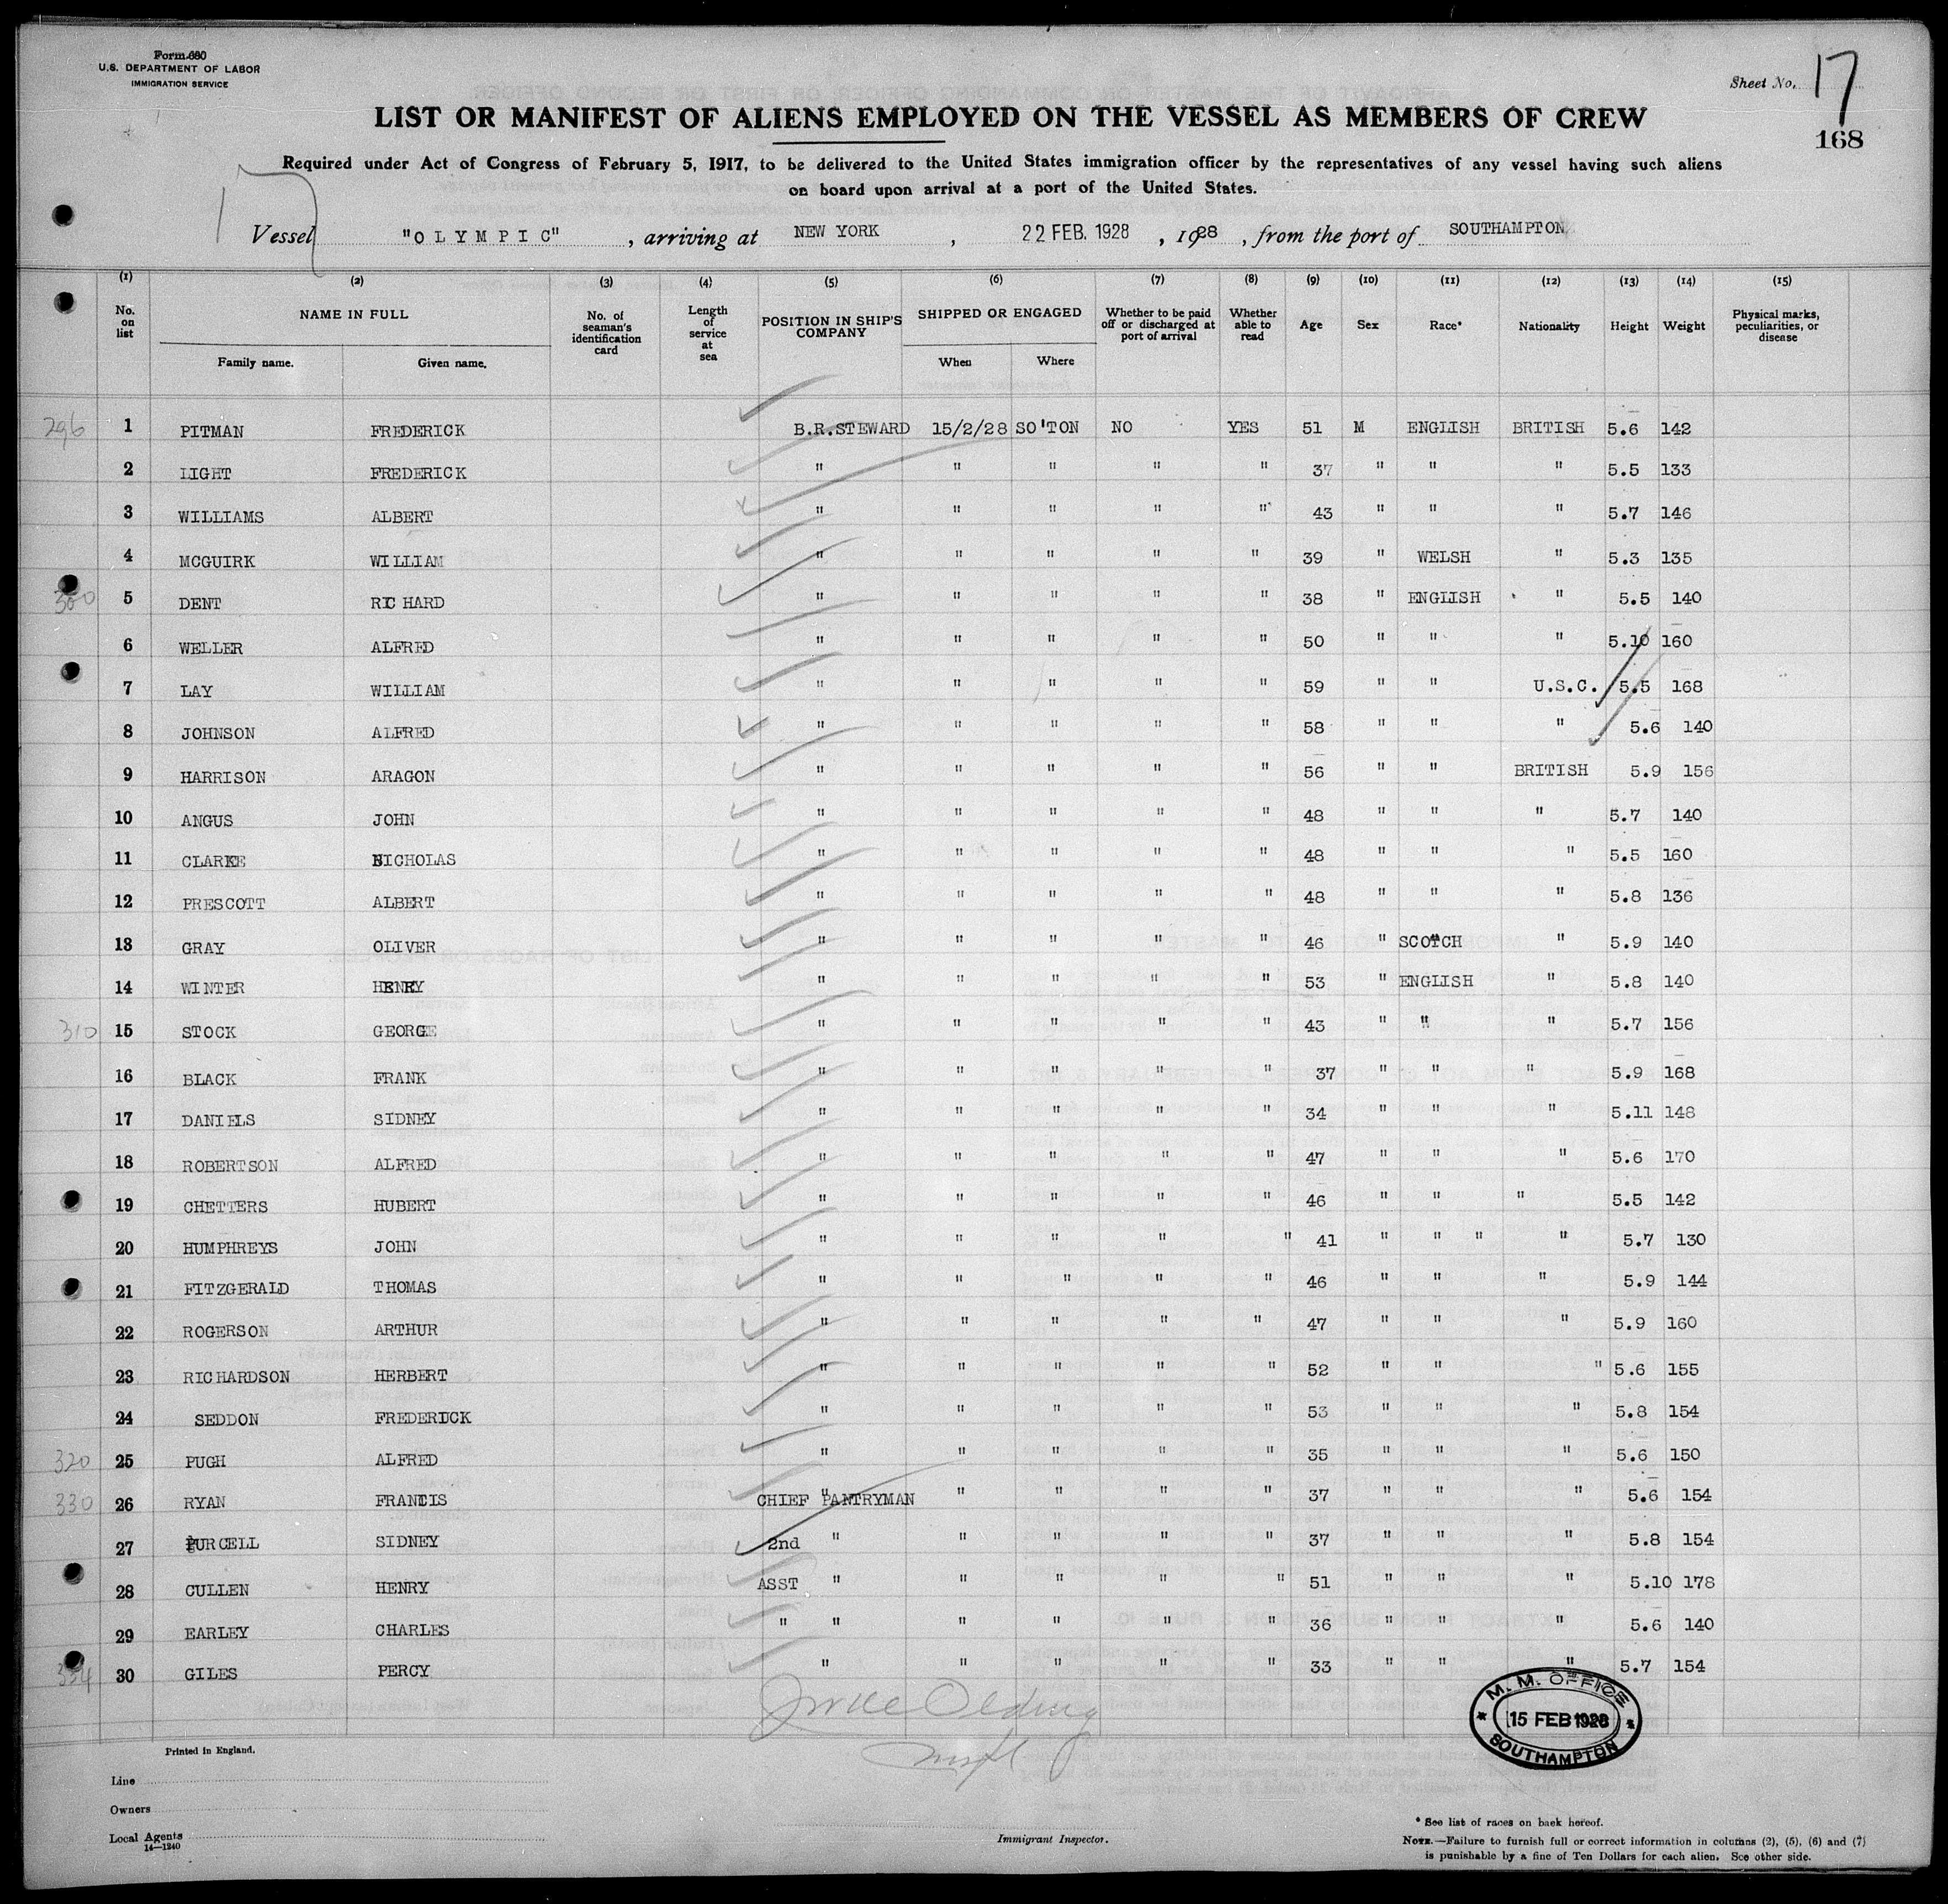 Form 680
U.S. DEPARTMENT OF LABOR
IMMIGRATION SERVICE
Sheet No. 17
168
LIST OR MANIFEST OF ALIENS EMPLOYED ON THE VESSEL AS MEMBERS OF CREW
Required under Act of Congress of February 5, 1917, to be delivered to the United States immigration officer by the representatives of any vessel having such aliens
on board upon arrival at a port of the United States.
17
Vessel "OLYMPIC", arriving at NEW YORK, 22 FEB. 1928, 1928, from the port of SOUTHAMPTON
(1) (2) (3) (4) (5) (6) (7) (8) (9) (10) (11) (12) (13) (14) (15)
No. on list NAME IN FULL No. of seaman's identification card Length of service at sea POSITION IN SHIP'S COMPANY SHIPPED OR ENGAGED Whether to be paid off or discharged at port of arrival Whether able to read Age Sex Race* Nationality Height Weight Physical marks, peculiarities, or disease
Family name. Given name. When Where
296 1 PITMAN FREDERICK B.R.STEWARD 15/2/28 SO'TON NO YES 51 M ENGLISH BRITISH 5.6 142
2 LIGHT FREDERICK " " " " " 37 " " " 5.5 133
3 WILLIAMS ALBERT " " " " " 43 " " " 5.7 146
4 MCGUIRK WILLIAM " " " " " 39 " WELSH " 5.3 135
300 5 DENT RICHARD " " " " " 38 " ENGLISH " 5.5 140
6 WELLER ALFRED " " " " " 50 " " " 5.10 160
7 LAY WILLIAM " " " " " 59 " " U.S.C. 5.5 168
8 JOHNSON ALFRED " " " " " 58 " " " 5.6 140
9 HARRISON ARAGON " " " " " 56 " " BRITISH 5.9 156
10 ANGUS JOHN " " " " " 48 " " " 5.7 140
11 CLARKE NICHOLAS " " " " " 48 " " " 5.5 160
12 PRESCOTT ALBERT " " " " " 48 " " " 5.8 136
13 GRAY OLIVER " " " " " 46 " SCOTCH " 5.9 140
14 WINTER HENRY " " " " " 53 " ENGLISH " 5.8 140
310 15 STOCK GEORGE " " " " " 43 " " " 5.7 156
16 BLACK FRANK " " " " " 37 " " " 5.9 168
17 DANIELS SIDNEY " " " " " 34 " " " 5.11 148
18 ROBERTSON ALFRED " " " " " 47 " " " 5.6 170
19 CHETTERS HUBERT " " " " " 46 " " " 5.5 142
20 HUMPHREYS JOHN " " " " " 41 " " " " 5.7 130
21 FITZGERALD THOMAS " " " " " 46 " " " 5.9 144
22 ROGERSON ARTHUR " " " " " 47 " " " 5.9 160
23 RICHARDSON HERBERT " " " " " 52 " " " 5.6 155
24 SEDDON FREDERICK " " " " " 53 " " " 5.8 154
320 25 PUGH ALFRED " " " " " 35 " " " 5.6 150
330 26 RYAN FRANCIS CHIEF PANTRYMAN " " " " 37 " " " 5.6 154
27 PURCELL SIDNEY 2nd " " " " " 37 " " " 5.8 154
28 CULLEN HENRY ASST " " " " " 51 " " " 5.10 178
29 EARLEY CHARLES " " " " " " 36 " " " 5.6 140
334 30 GILES PERCY " " " " " 33 " " " 5.7 154
M. M. OFFICE
15 FEB 1928
SOUTHAMPTON
Printed in England.
Line
Owners
Local Agents
14—1240
Immigrant Inspector.
* See list of races on back hereof.
NOTE.—Failure to furnish full or correct information in columns (2), (5), (6) and (7)
is punishable by a fine of Ten Dollars for each alien. See other side.